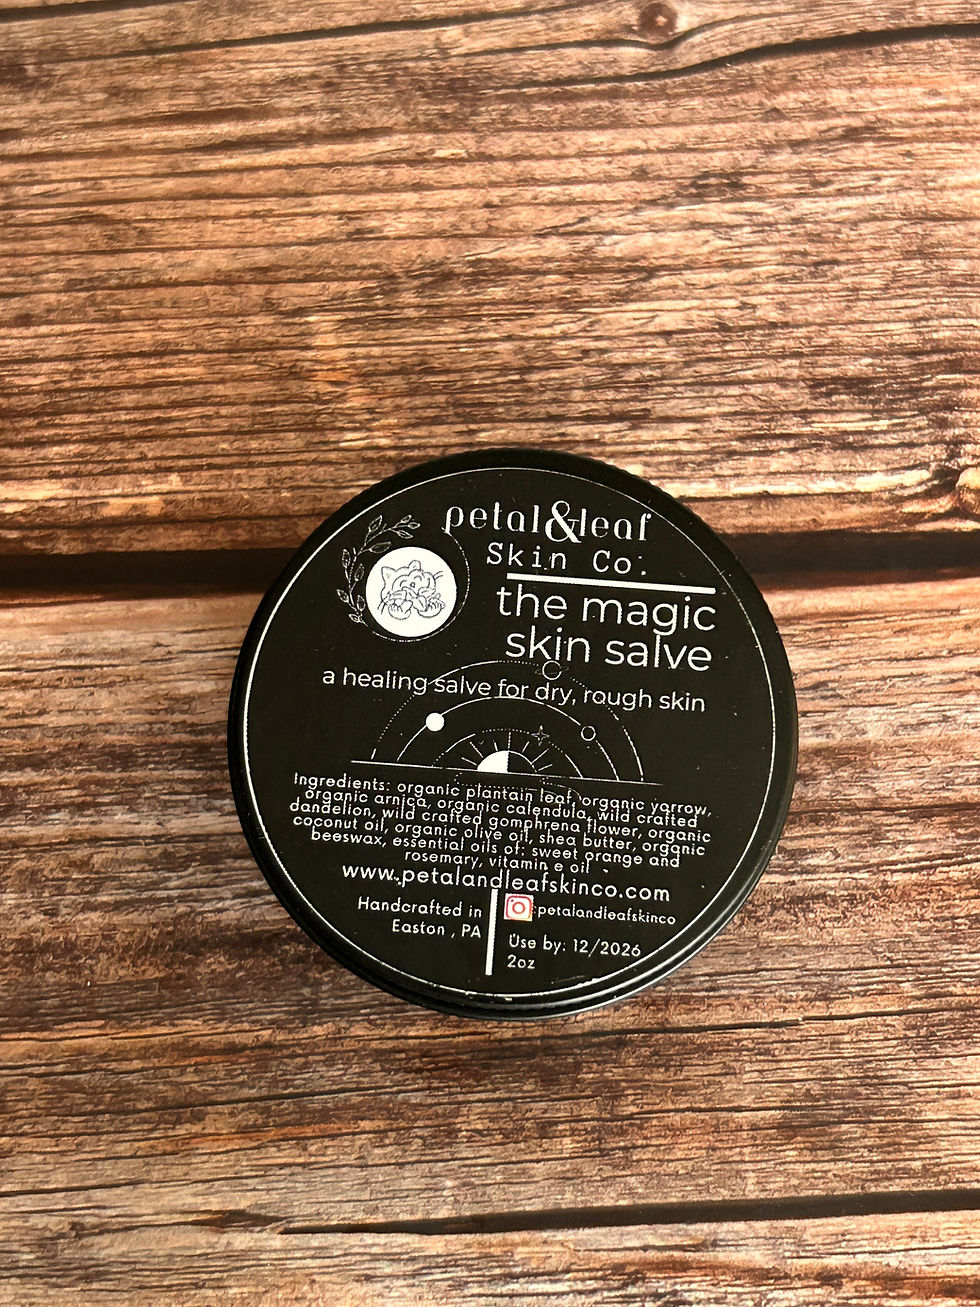 petal&leaf
Skin Co.
the magic
skin salve
a healing salve for dry, rough skin
Ingredients: organic plantain leaf, organic yarrow,
organic arnica, organic calendula, wild crafted
dandelion, wild crafted gomphrena flower, organic
coconut oil, organic olive oil, shea butter, organic
beeswax, essential oils of: sweet orange and
rosemary, vitamin e oil
www.petalandleafskinco.com
Handcrafted in
Easton , PA
:petalandleafskinco
Use by: 12/2026
2oz